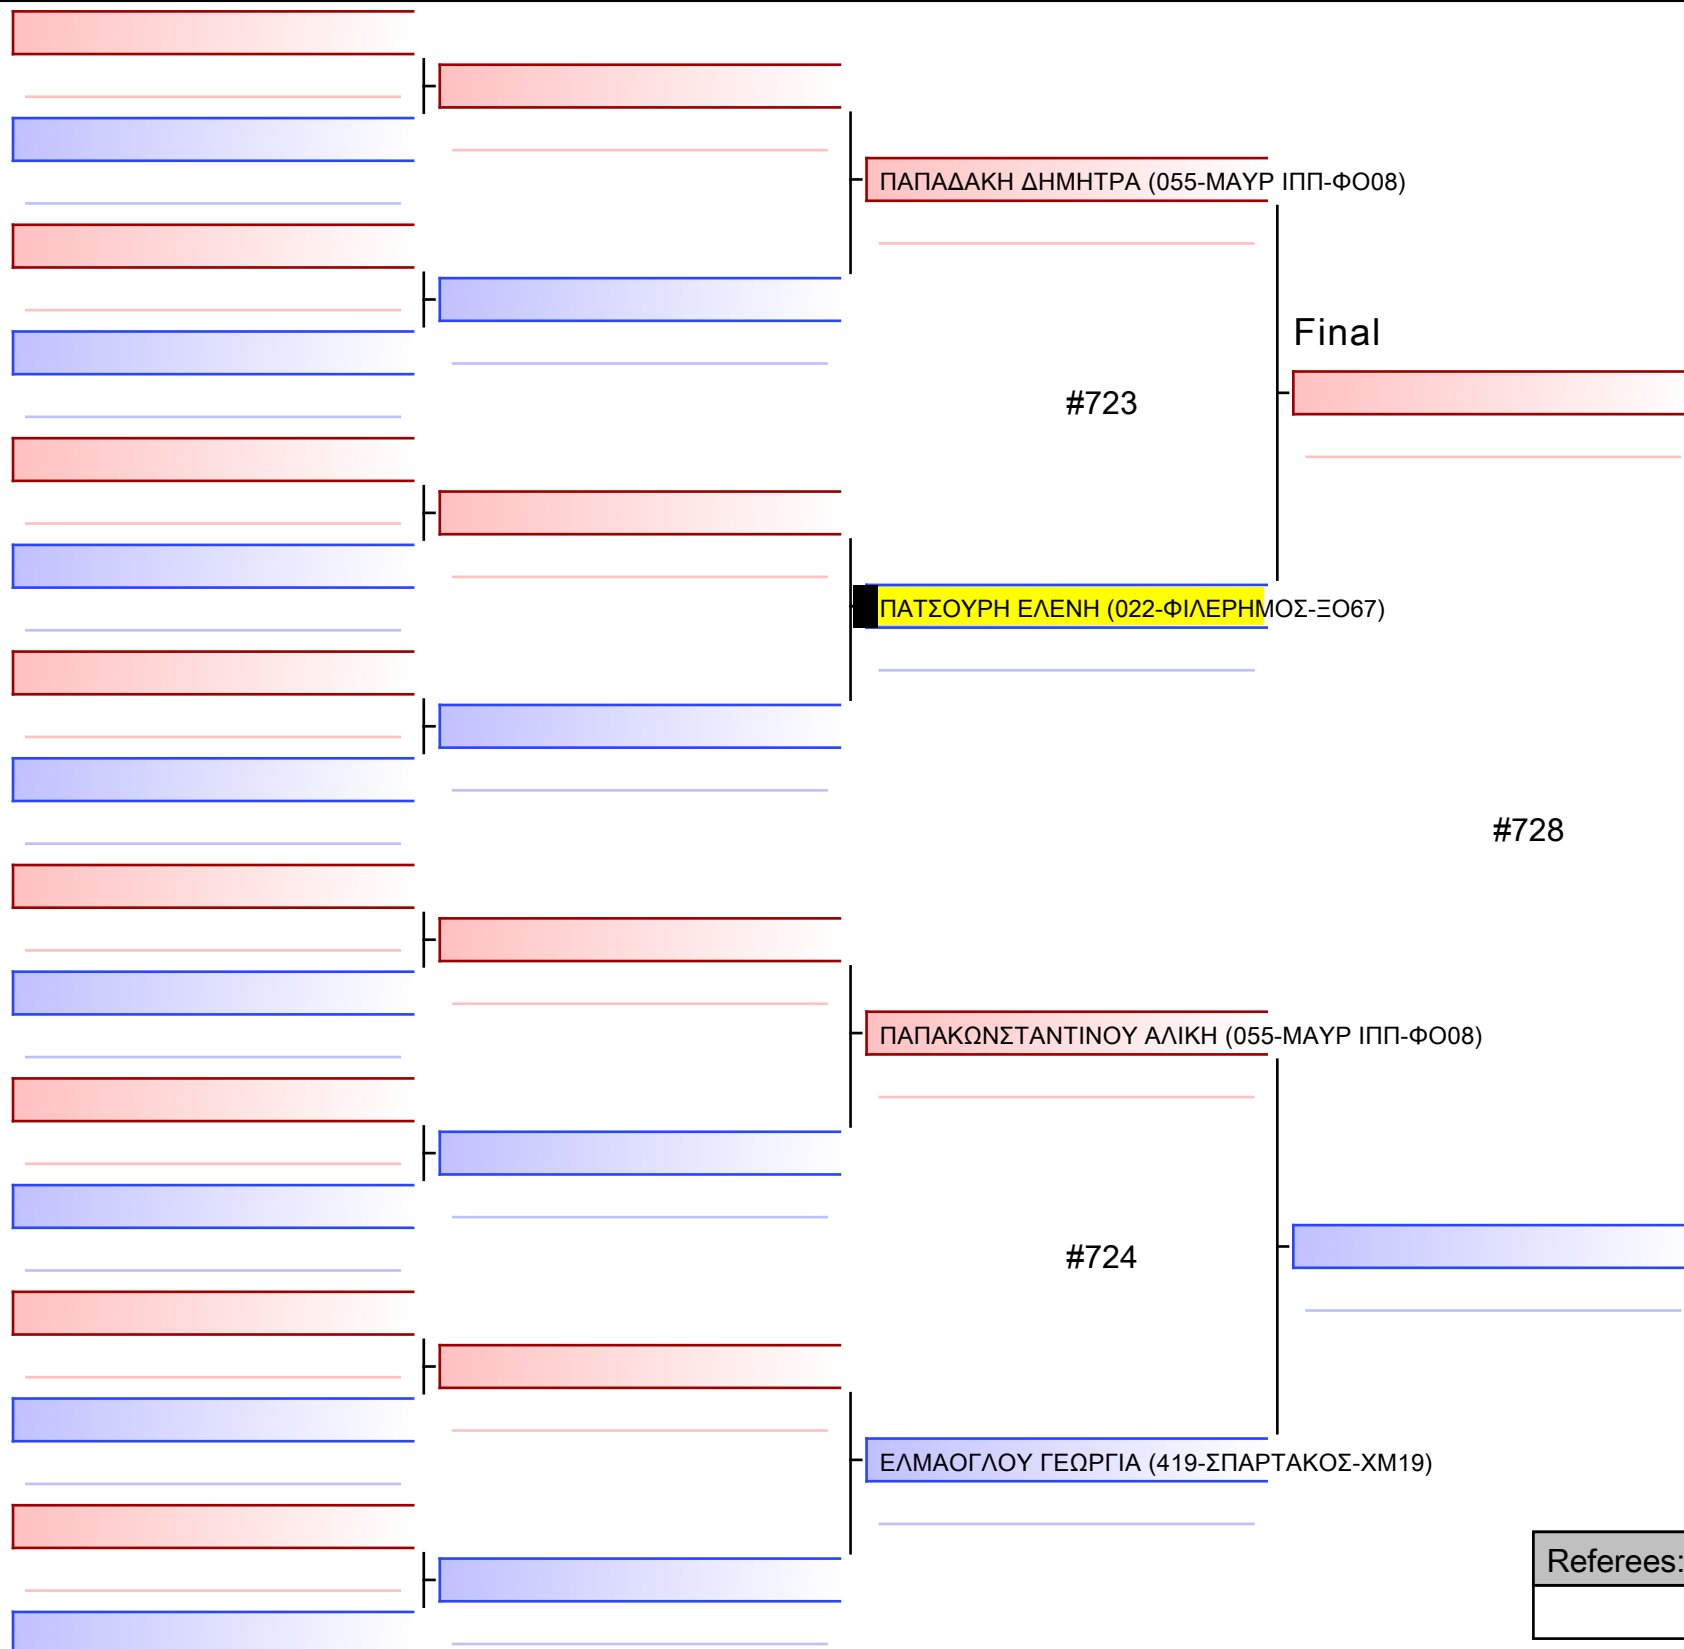 ΠΑΠΑΔΑΚΗ ΔΗΜΗΤΡΑ (055-ΜΑΥΡ ΙΠΠ-ΦΟ08)
Final
#723
ΠΑΤΣΟΥΡΗ ΕΛΕΝΗ (022-ΦΙΛΕΡΗΜΟΣ-ΞΟ67)
#728
ΠΑΠΑΚΩΝΣΤΑΝΤΙΝΟΥ ΑΛΙΚΗ (055-ΜΑΥΡ ΙΠΠ-ΦΟ08)
#724
ΕΛΜΑΟΓΛΟΥ ΓΕΩΡΓΙΑ (419-ΣΠΑΡΤΑΚΟΣ-ΧΜ19)
Referees: